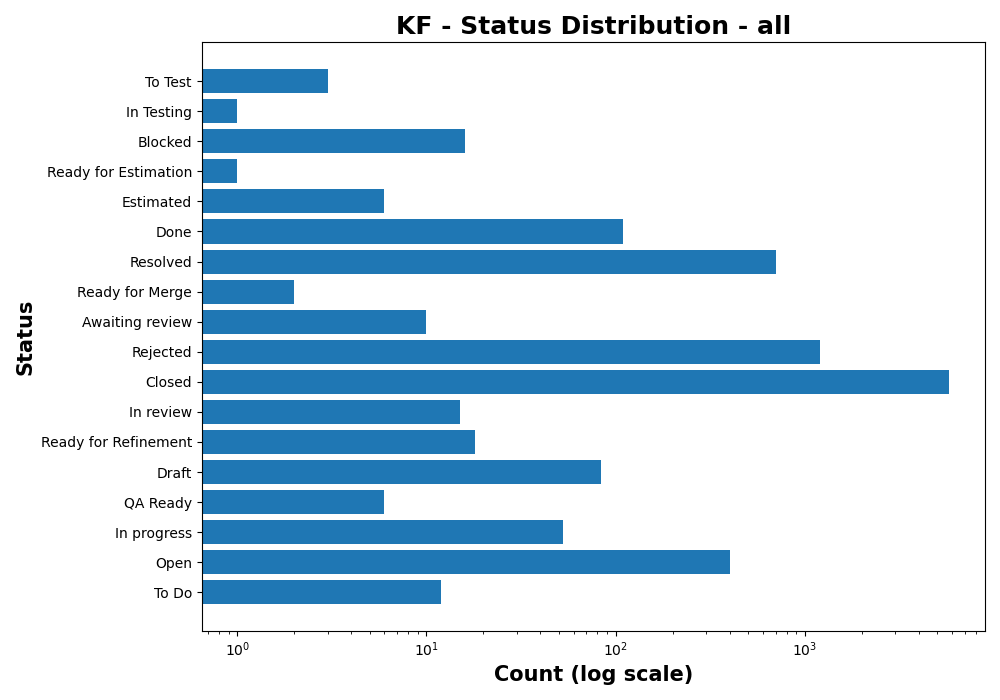 KF - Status Distribution - all
Status
To Test
In Testing
Blocked
Ready for Estimation
Estimated
Done
Resolved
Ready for Merge
Awaiting review
Rejected
Closed
In review
Ready for Refinement
Draft
QA Ready
In progress
Open
To Do
10⁰ 10¹ 10² 10³
Count (log scale)